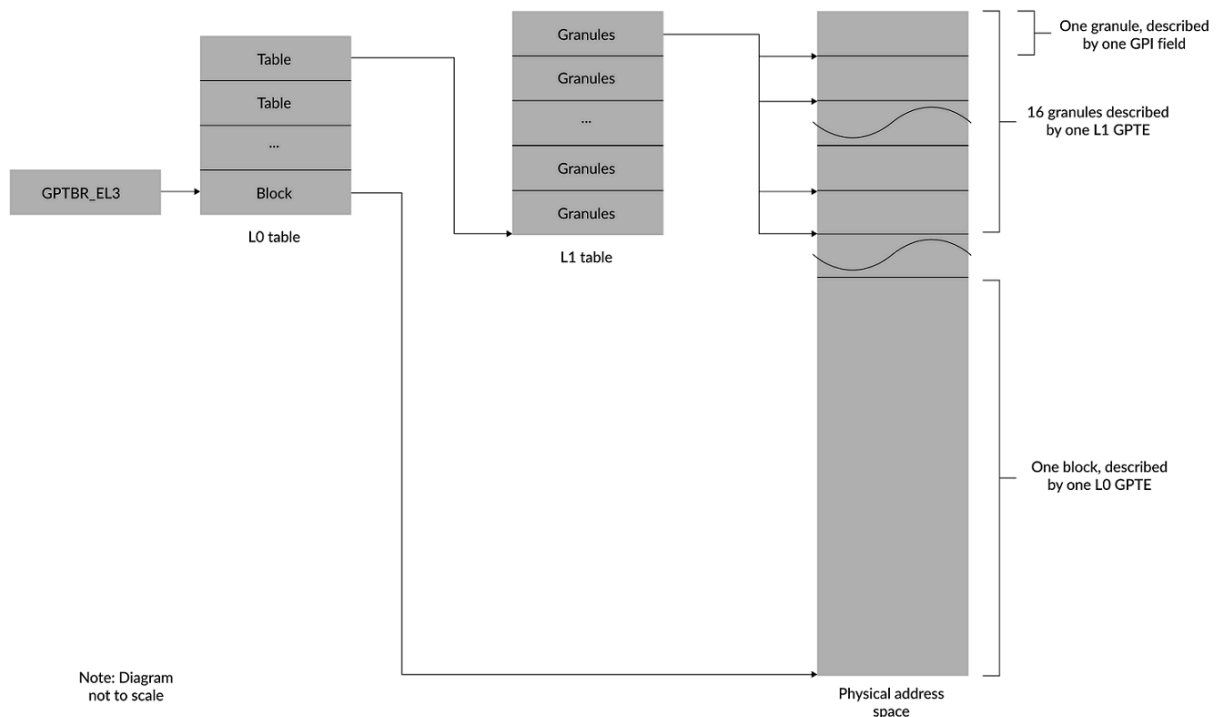 GPTBR_EL3
Table
Table
...
Block
L0 table
Granules
Granules
...
Granules
Granules
L1 table
One granule, described
by one GPI field
16 granules described
by one L1 GPTE
One block, described
by one L0 GPTE
Physical address
space
Note: Diagram
not to scale